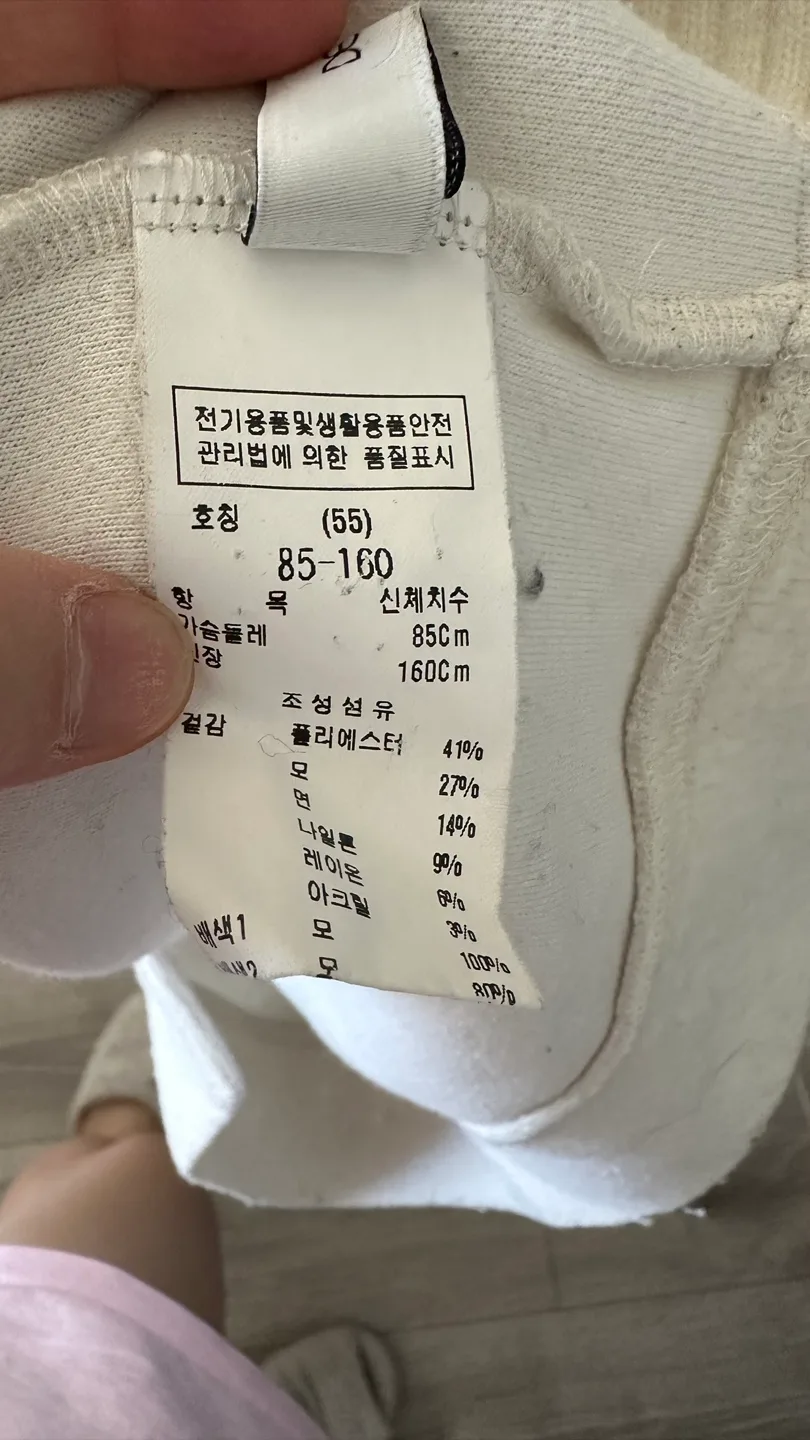 전기용품및생활용품안전
관리법에 의한 품질표시
호칭 (55)
85-160
항 목 신체치수
가슴둘레 85Cm
160Cm
조성섬유
겉감 폴리에스터 41%
모 27%
면 14%
나일론 9%
레이온 6%
아크릴 3%
배색1 모 100%
모 80%